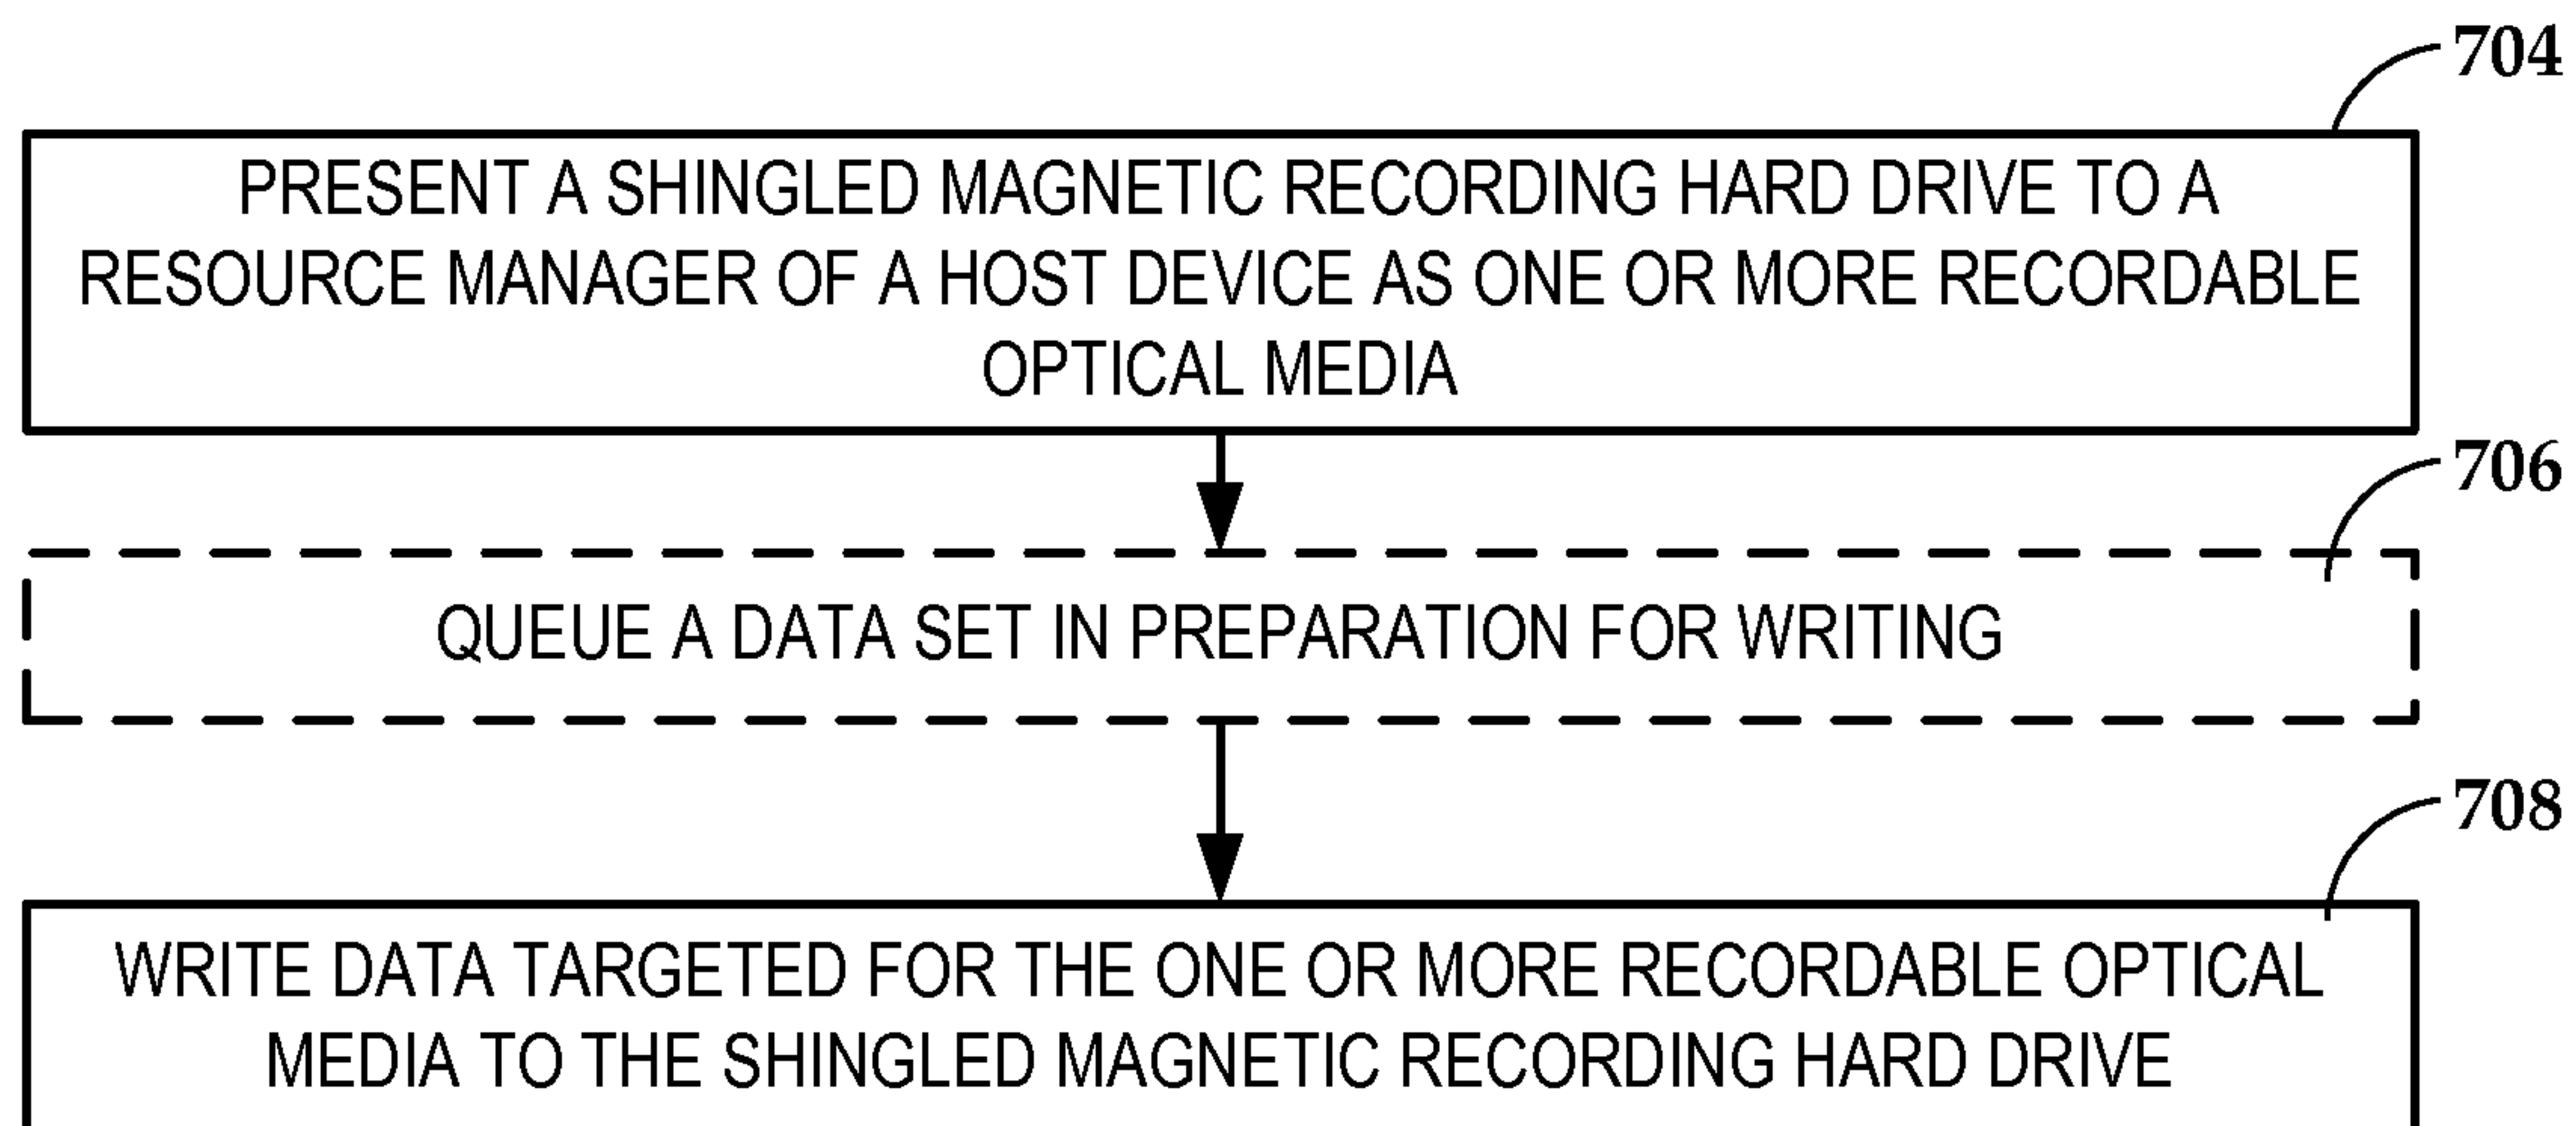 704
PRESENT A SHINGLED MAGNETIC RECORDING HARD DRIVE TO A
RESOURCE MANAGER OF A HOST DEVICE AS ONE OR MORE RECORDABLE
OPTICAL MEDIA
706
QUEUE A DATA SET IN PREPARATION FOR WRITING
708
WRITE DATA TARGETED FOR THE ONE OR MORE RECORDABLE OPTICAL
MEDIA TO THE SHINGLED MAGNETIC RECORDING HARD DRIVE